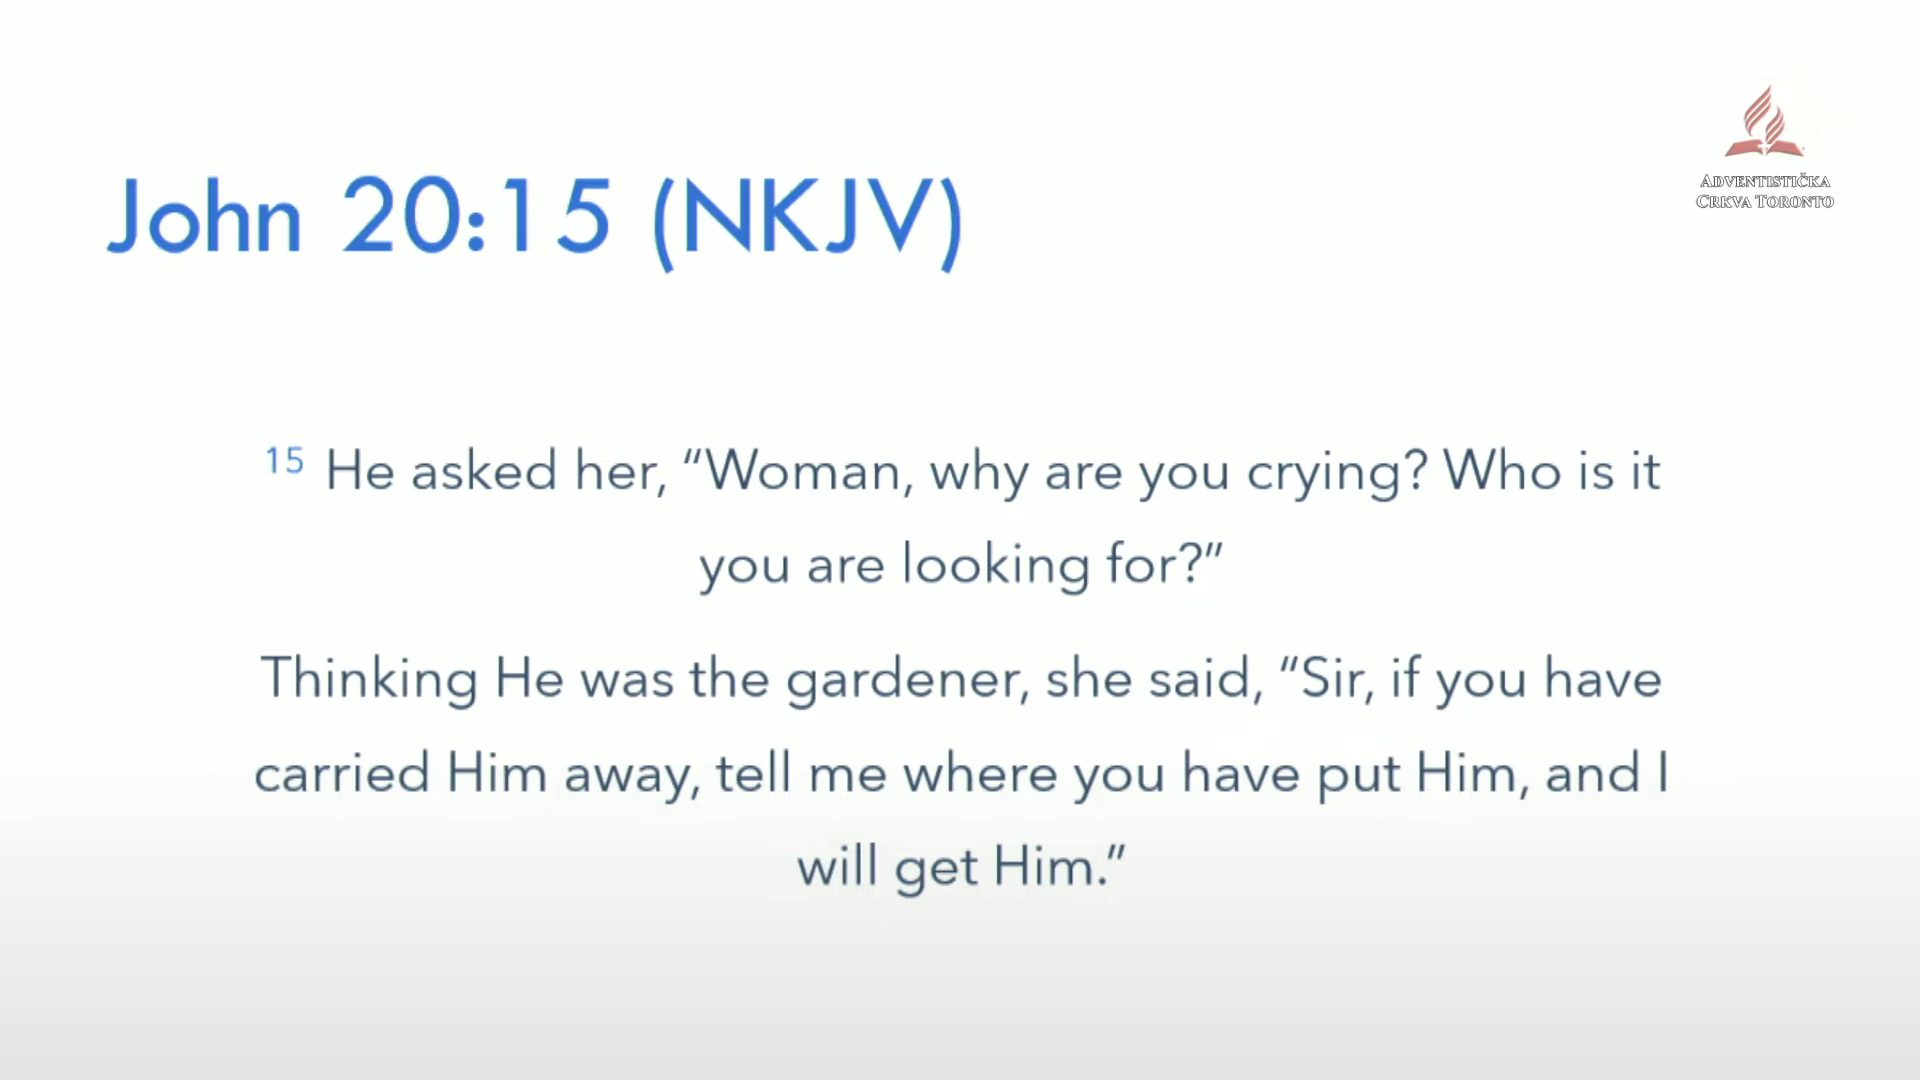 ADVENTISTIČKA
CRKVA TORONTO
John 20:15 (NKJV)
15 He asked her, “Woman, why are you crying? Who is it
you are looking for?”
Thinking He was the gardener, she said, “Sir, if you have
carried Him away, tell me where you have put Him, and I
will get Him.”